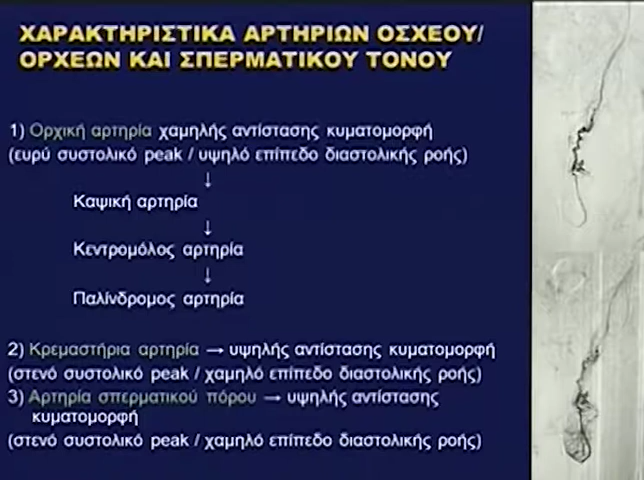 ΧΑΡΑΚΤΗΡΙΣΤΙΚΑ ΑΡΤΗΡΙΩΝ ΟΣΧΕΟΥ/
ΟΡΧΕΩΝ ΚΑΙ ΣΠΕΡΜΑΤΙΚΟΥ ΤΟΝΟΥ
1) Ορχική αρτηρία χαμηλής αντίστασης κυματομορφή
(ευρύ συστολικό peak / υψηλό επίπεδο διαστολικής ροής)
↓
Καψική αρτηρία
↓
Κεντρομόλος αρτηρία
↓
Παλίνδρομος αρτηρία
2) Κρεμαστήρια αρτηρία → υψηλής αντίστασης κυματομορφή
(στενό συστολικό peak / χαμηλό επίπεδο διαστολικής ροής)
3) Αρτηρία σπερματικού πόρου → υψηλής αντίστασης
κυματομορφή
(στενό συστολικό peak / χαμηλό επίπεδο διαστολικής ροής)